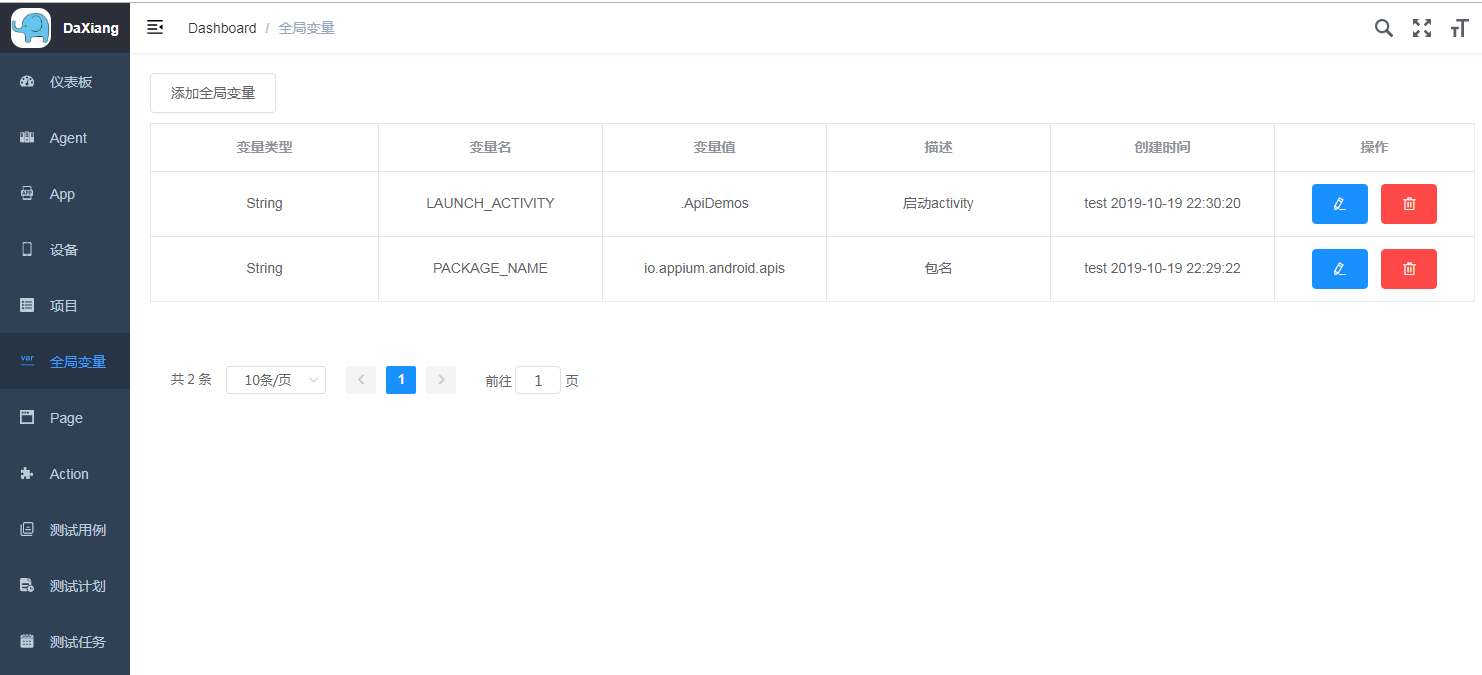 DaXiang
Dashboard / 全局变量
仪表板
Agent
App
设备
项目
var 全局变量
Page
Action
测试用例
测试计划
测试任务
添加全局变量
变量类型 变量名 变量值 描述 创建时间 操作
String LAUNCH_ACTIVITY .ApiDemos 启动activity test 2019-10-19 22:30:20
String PACKAGE_NAME io.appium.android.apis 包名 test 2019-10-19 22:29:22
共 2 条 10条/页 1 前往 1 页